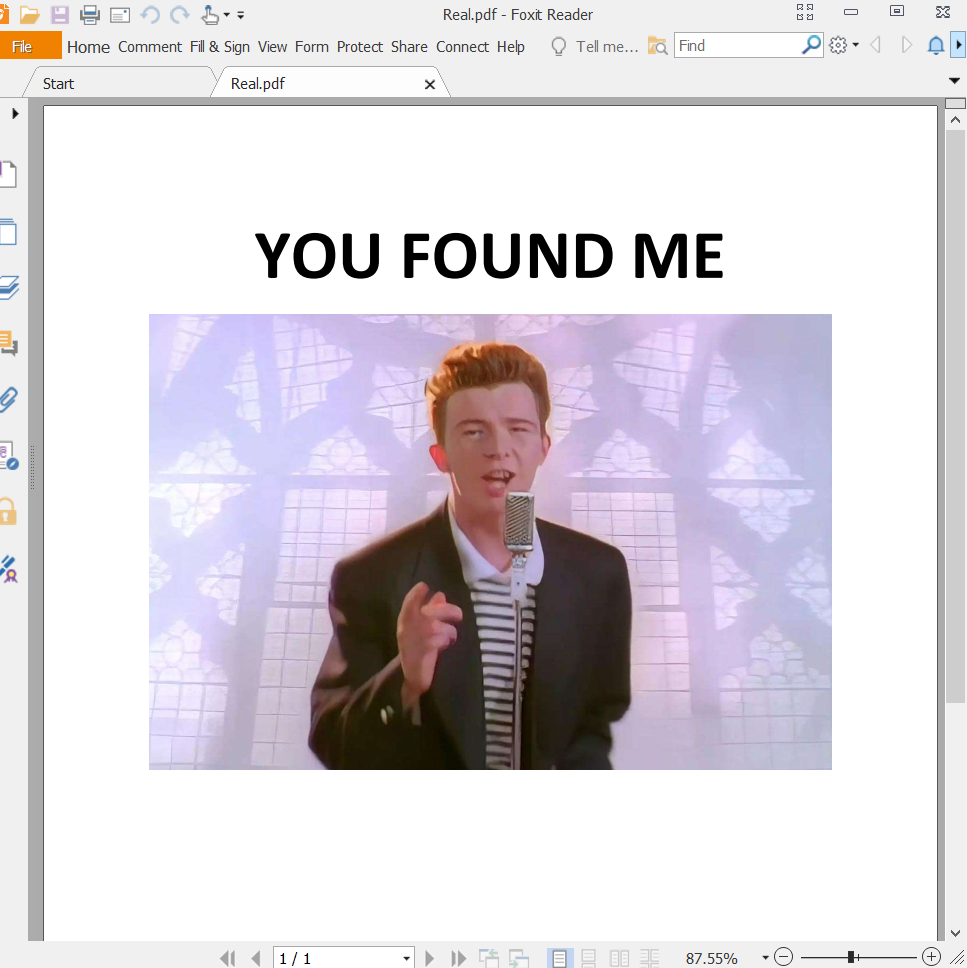 Real.pdf - Foxit Reader
File Home Comment Fill & Sign View Form Protect Share Connect Help Tell me... Find
Start Real.pdf
YOU FOUND ME
1 / 1 87.55%